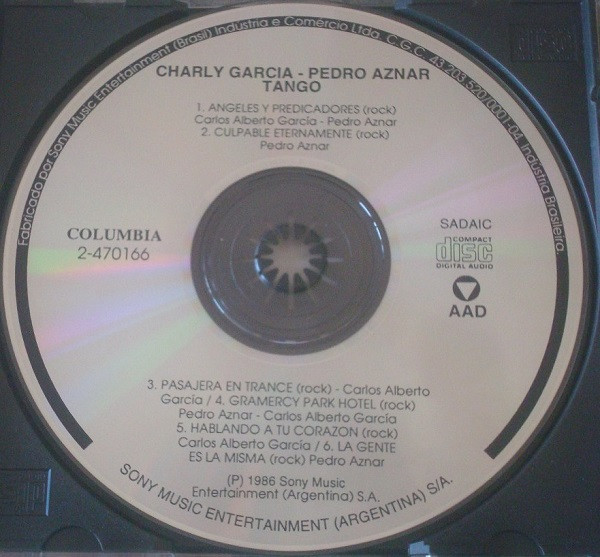 Fabricado por Sony Music Entertainment (Brasil) Industria e Comercio Ltda. C.G.C. 43.203.520/0001-04. Industria Brasileira.
CHARLY GARCIA - PEDRO AZNAR
TANGO
1. ANGELES Y PREDICADORES (rock)
Carlos Alberto García - Pedro Aznar
2. CULPABLE ETERNAMENTE (rock)
Pedro Aznar
COLUMBIA
2-470166
SADAIC
COMPACT
disc
DIGITAL AUDIO
AAD
3. PASAJERA EN TRANCE (rock) - Carlos Alberto
García / 4. GRAMERCY PARK HOTEL (rock)
Pedro Aznar - Carlos Alberto García
5. HABLANDO A TU CORAZON (rock)
Carlos Alberto García / 6. LA GENTE
ES LA MISMA (rock) Pedro Aznar
(P) 1986 Sony Music
Entertainment (Argentina) S.A.
SONY MUSIC ENTERTAINMENT (ARGENTINA) S/A.